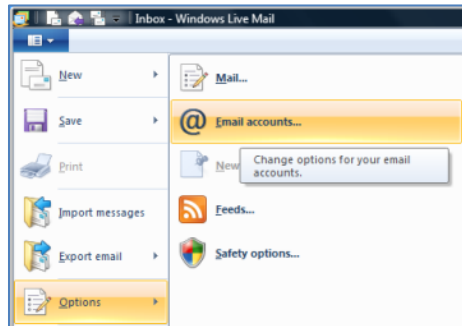 Inbox - Windows Live Mail
New
Mail...
Save
Email accounts...
Print
New
Change options for your email
accounts.
Import messages
Feeds...
Export email
Safety options...
Options